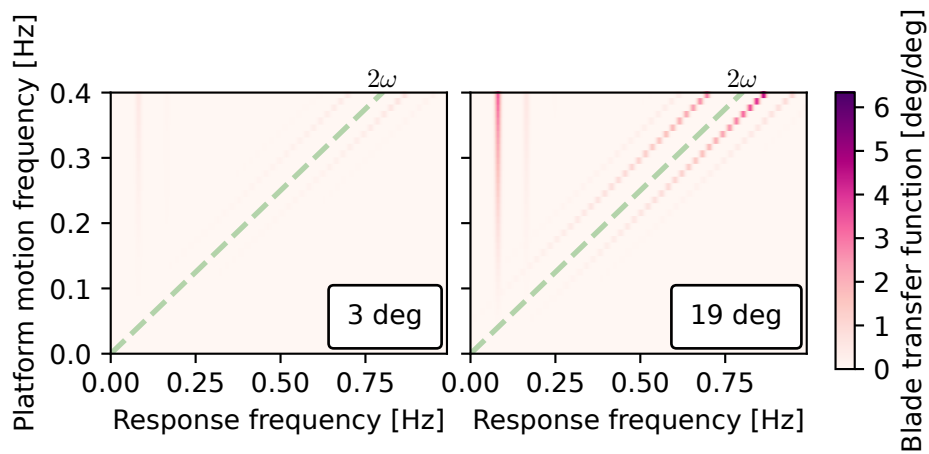 2ω 2ω
Platform motion frequency [Hz]
0.4
0.3
0.2
0.1
0.0
0.00 0.25 0.50 0.75 0.00 0.25 0.50 0.75
Response frequency [Hz] Response frequency [Hz]
3 deg 19 deg
6
5
4
3
2
1
0
Blade transfer function [deg/deg]